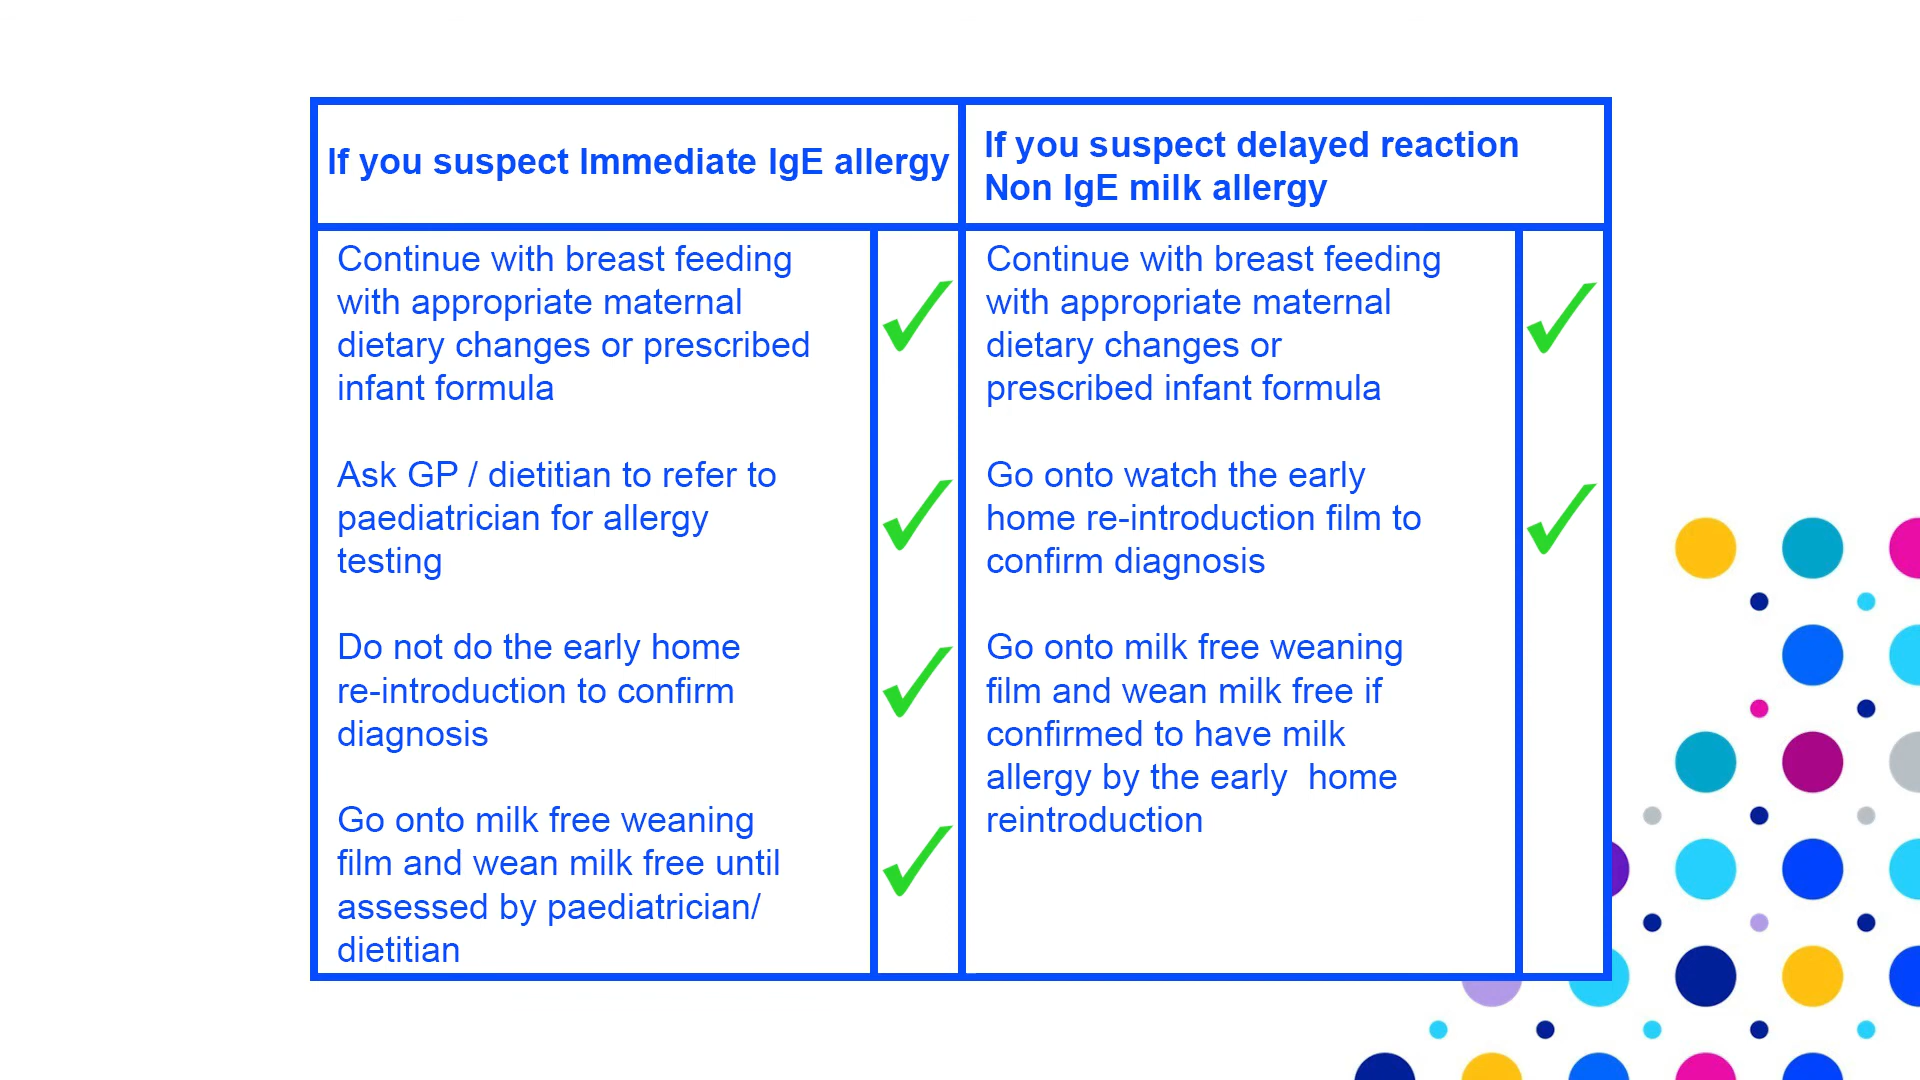 If you suspect Immediate IgE allergy
If you suspect delayed reaction
Non IgE milk allergy
Continue with breast feeding
with appropriate maternal
dietary changes or prescribed
infant formula
Ask GP / dietitian to refer to
paediatrician for allergy
testing
Do not do the early home
re-introduction to confirm
diagnosis
Go onto milk free weaning
film and wean milk free until
assessed by paediatrician/
dietitian
Continue with breast feeding
with appropriate maternal
dietary changes or
prescribed infant formula
Go onto watch the early
home re-introduction film to
confirm diagnosis
Go onto milk free weaning
film and wean milk free if
confirmed to have milk
allergy by the early  home
reintroduction